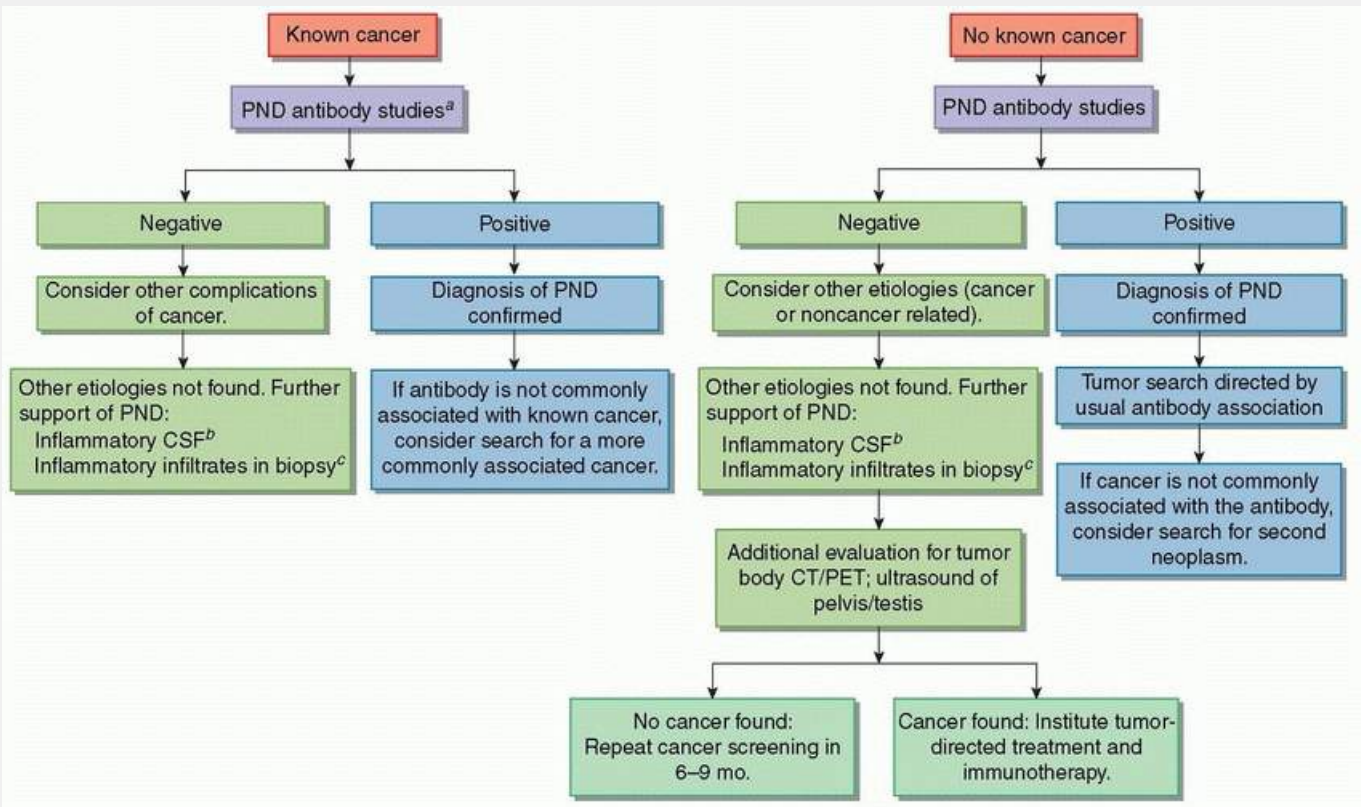 Known cancer
PND antibody studiesa
Negative
Consider other complications
of cancer.
Other etiologies not found. Further
support of PND:
Inflammatory CSFb
Inflammatory infiltrates in biopsyc
Positive
Diagnosis of PND
confirmed
If antibody is not commonly
associated with known cancer,
consider search for a more
commonly associated cancer.
No known cancer
PND antibody studies
Negative
Consider other etiologies (cancer
or noncancer related).
Other etiologies not found. Further
support of PND:
Inflammatory CSFb
Inflammatory infiltrates in biopsyc
Additional evaluation for tumor
body CT/PET; ultrasound of
pelvis/testis
No cancer found:
Repeat cancer screening in
6–9 mo.
Cancer found: Institute tumor-
directed treatment and
immunotherapy.
Positive
Diagnosis of PND
confirmed
Tumor search directed by
usual antibody association
If cancer is not commonly
associated with the antibody,
consider search for second
neoplasm.